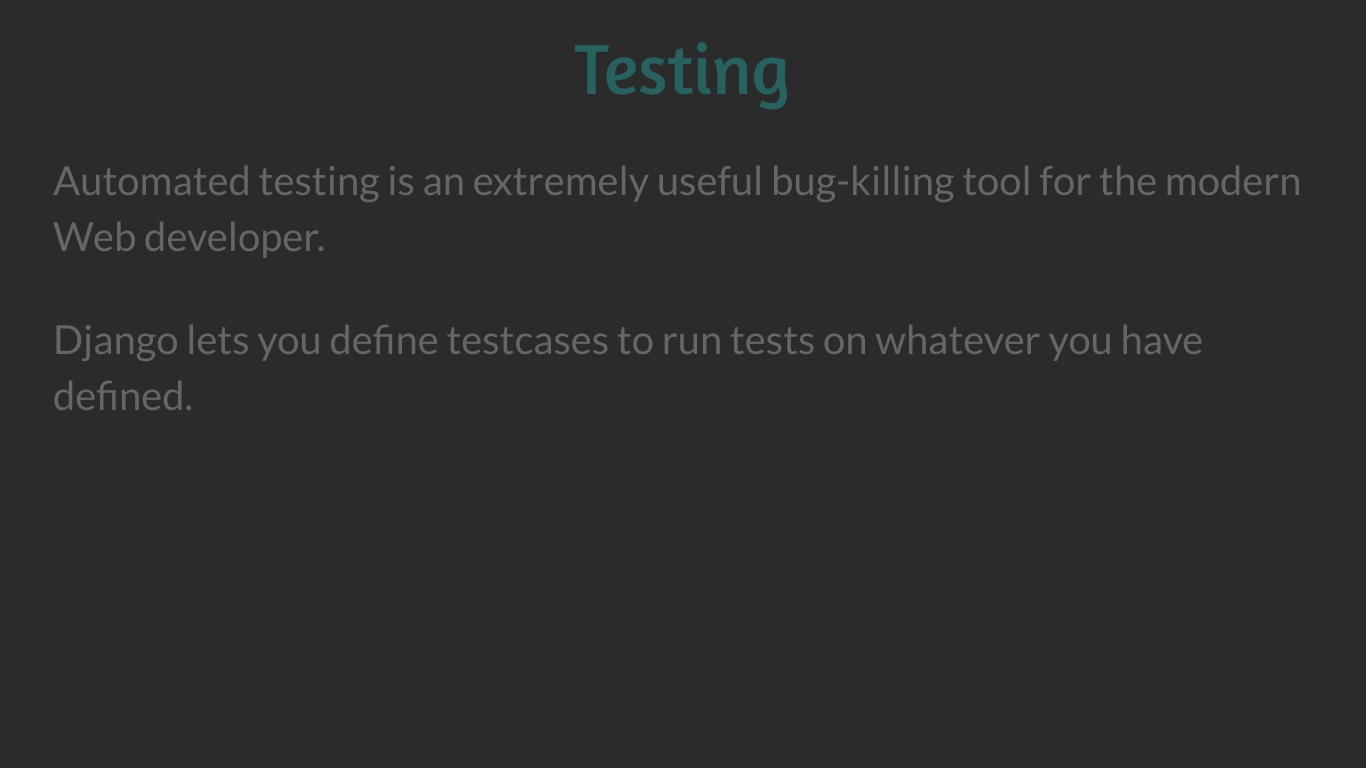 Testing
Automated testing is an extremely useful bug-killing tool for the modern
Web developer.
Django lets you define testcases to run tests on whatever you have
defined.